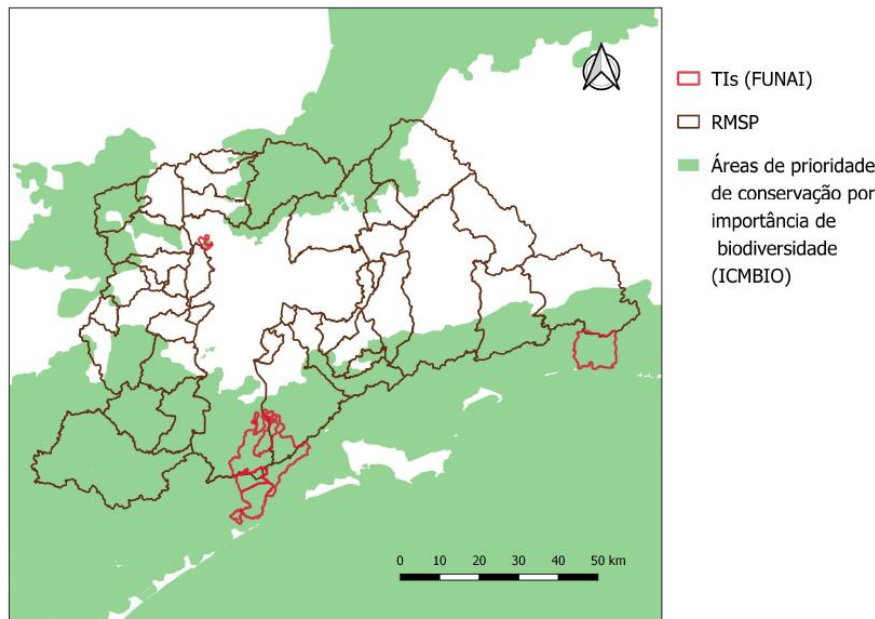 TIs (FUNAI)
RMSP
Áreas de prioridade
de conservação por
importância de
biodiversidade
(ICMBIO)
0 10 20 30 40 50 km